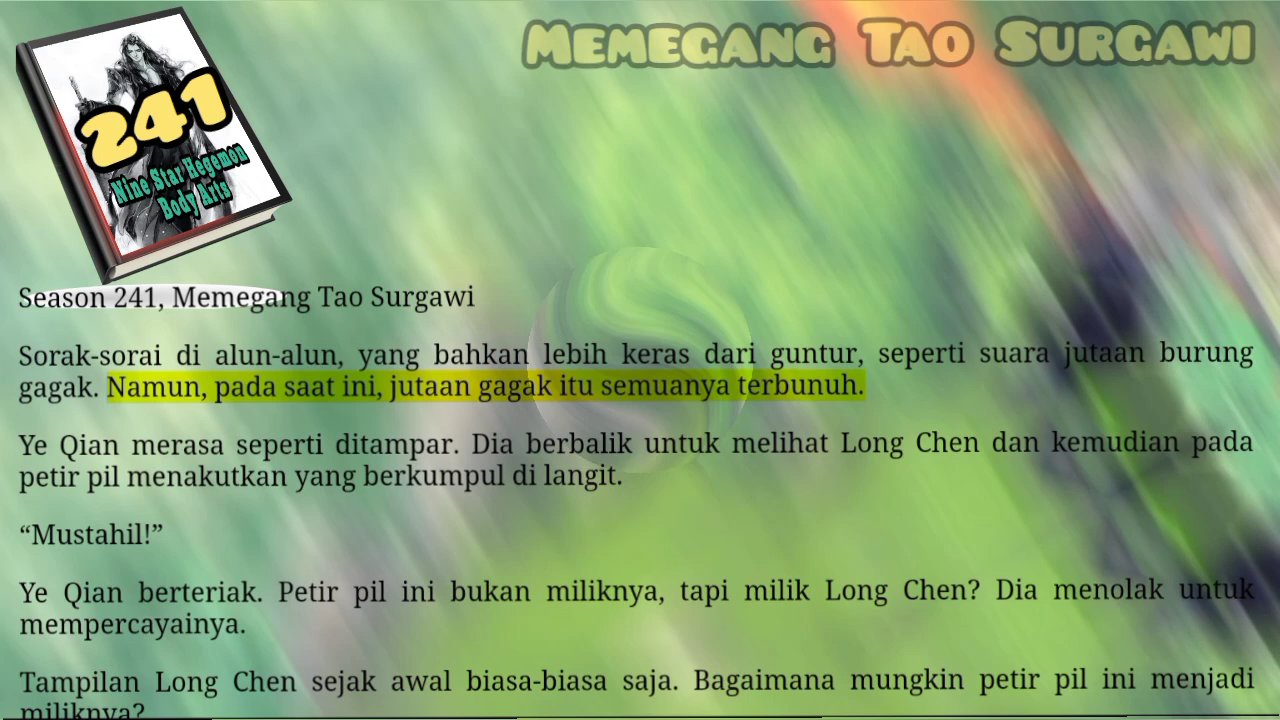 Memegang Tao Surgawi
241
Nine Star Hegemon
Body Arts
Season 241, Memegang Tao Surgawi
Sorak-sorai di alun-alun, yang bahkan lebih keras dari guntur, seperti suara jutaan burung
gagak. Namun, pada saat ini, jutaan gagak itu semuanya terbunuh.
Ye Qian merasa seperti ditampar. Dia berbalik untuk melihat Long Chen dan kemudian pada
petir pil menakutkan yang berkumpul di langit.
“Mustahil!”
Ye Qian berteriak. Petir pil ini bukan miliknya, tapi milik Long Chen? Dia menolak untuk
mempercayainya.
Tampilan Long Chen sejak awal biasa-biasa saja. Bagaimana mungkin petir pil ini menjadi
miliknya?